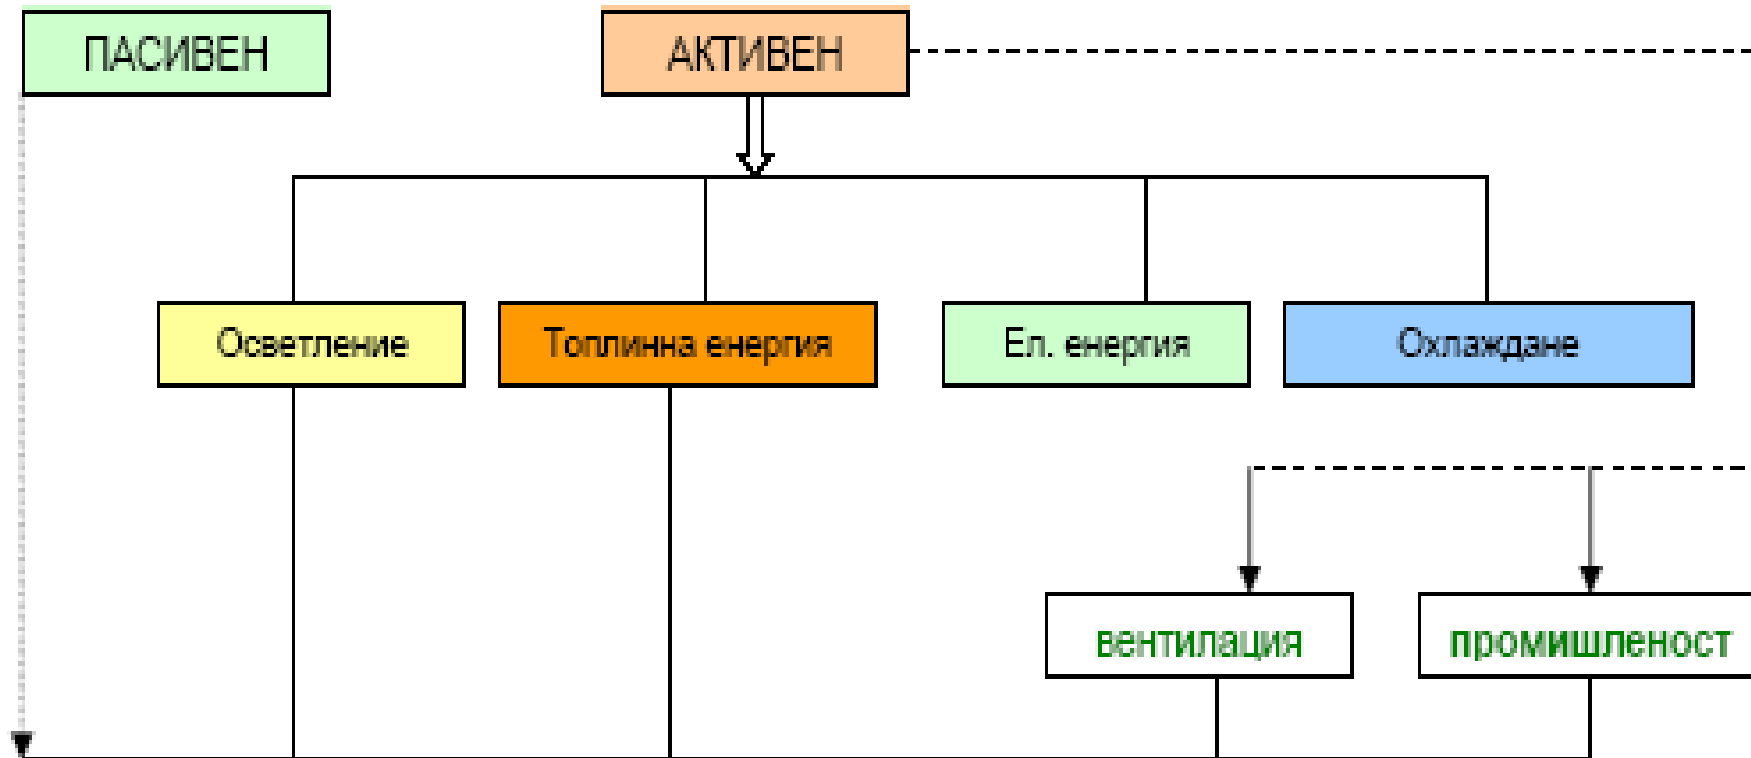 ПАСИВЕН
АКТИВЕН
Осветление
Топлинна енергия
Ел. енергия
Охлаждане
вентилация
промишленост